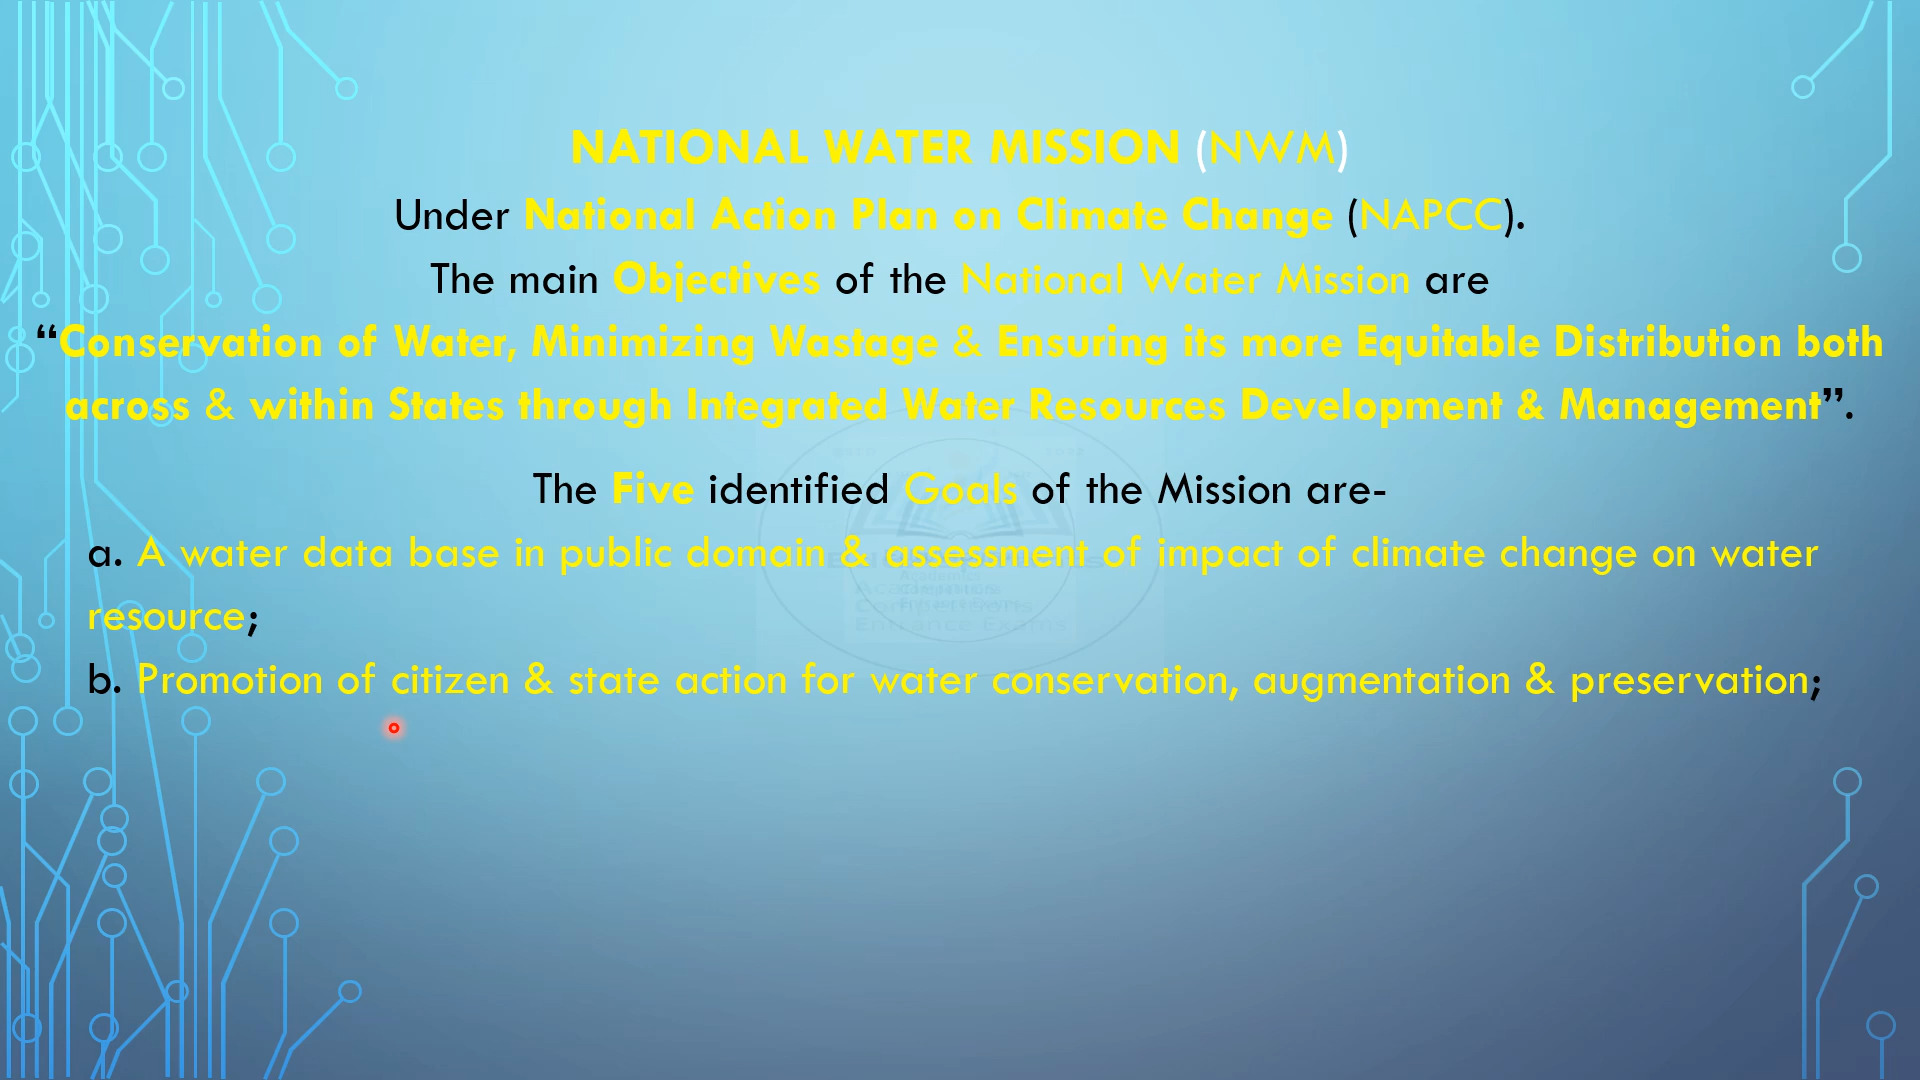 NATIONAL WATER MISSION (NWM)
Under National Action Plan on Climate Change (NAPCC).
The main Objectives of the National Water Mission are
“Conservation of Water, Minimizing Wastage & Ensuring its more Equitable Distribution both
across & within States through Integrated Water Resources Development & Management”.
The Five identified Goals of the Mission are-
a. A water data base in public domain & assessment of impact of climate change on water
resource;
b. Promotion of citizen & state action for water conservation, augmentation & preservation;
Entrance Exams